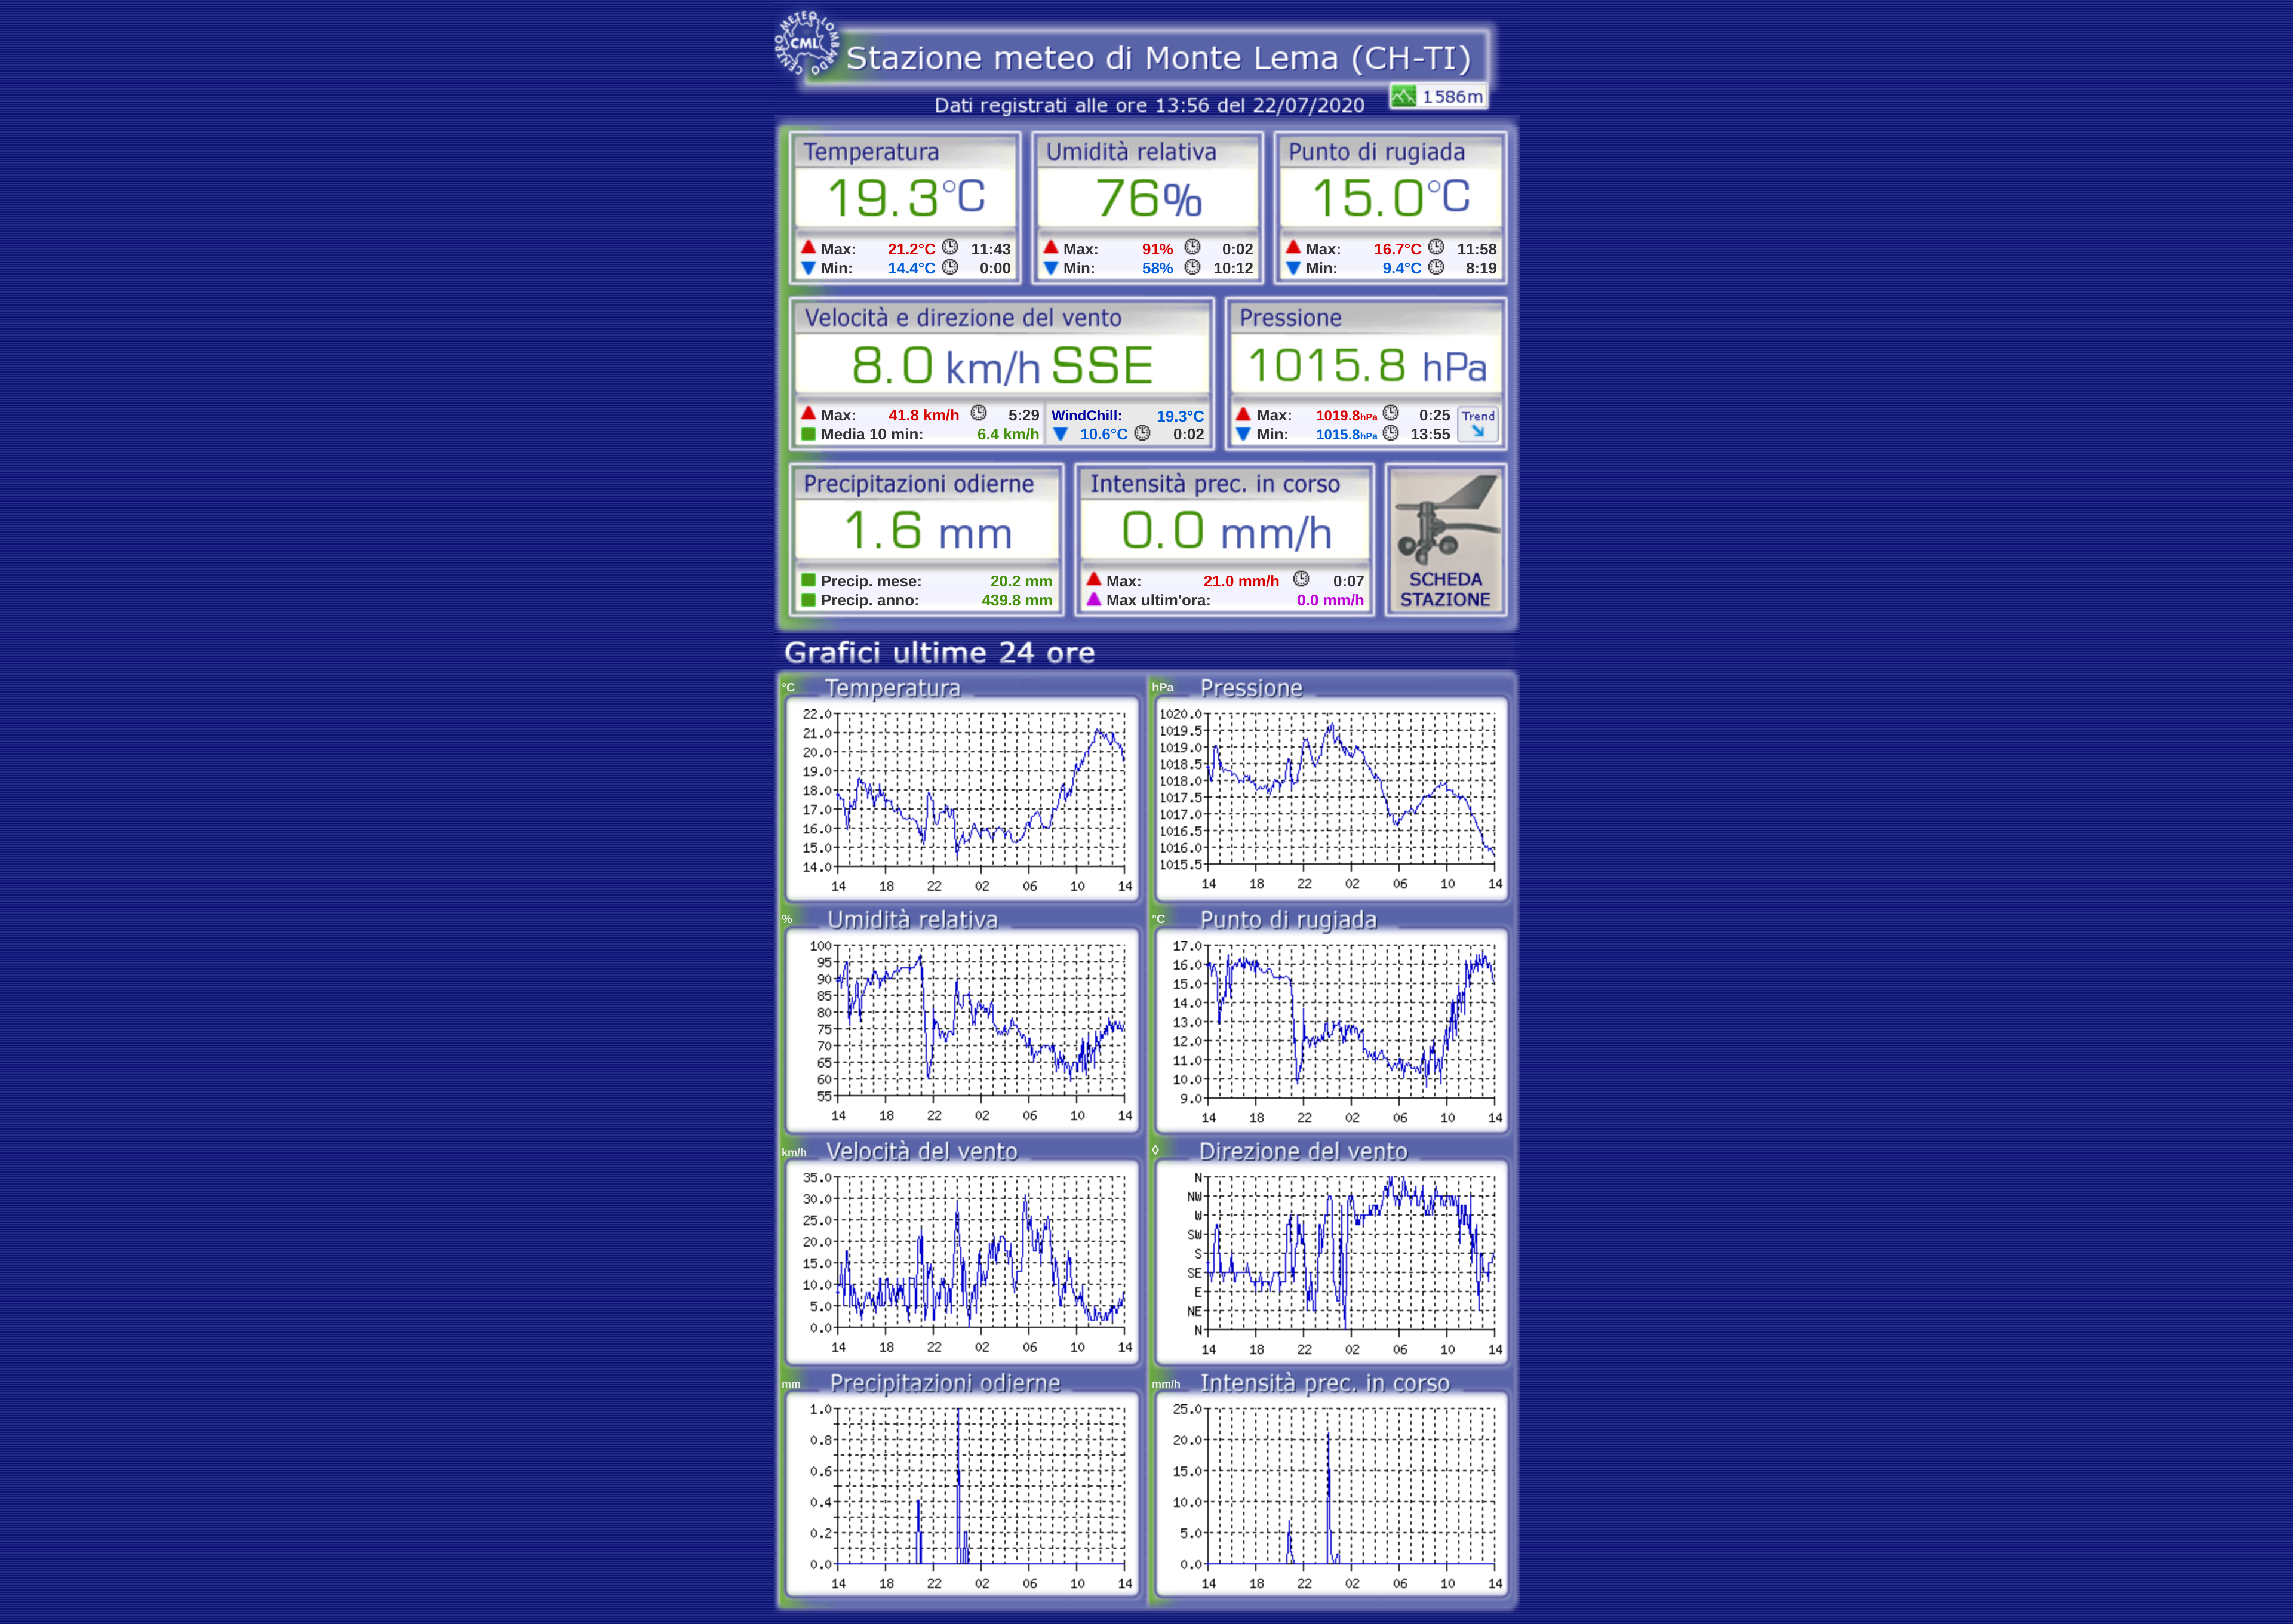 CENTRO METEO LOMBARDO
CML
Stazione meteo di Monte Lema (CH-TI)
Dati registrati alle ore 13:56 del 22/07/2020
1586m
Temperatura
19.3°C
Max: 21.2°C 11:43
Min: 14.4°C 0:00
Umidità relativa
76%
Max: 91% 0:02
Min: 58% 10:12
Punto di rugiada
15.0°C
Max: 16.7°C 11:58
Min: 9.4°C 8:19
Velocità e direzione del vento
8.0 km/h SSE
Max: 41.8 km/h 5:29
Media 10 min: 6.4 km/h
WindChill: 19.3°C
10.6°C 0:02
Pressione
1015.8 hPa
Max: 1019.8hPa 0:25
Min: 1015.8hPa 13:55
Trend
Precipitazioni odierne
1.6 mm
Precip. mese: 20.2 mm
Precip. anno: 439.8 mm
Intensità prec. in corso
0.0 mm/h
Max: 21.0 mm/h 0:07
Max ultim'ora: 0.0 mm/h
SCHEDA
STAZIONE
Grafici ultime 24 ore
°C Temperatura
22.0
21.0
20.0
19.0
18.0
17.0
16.0
15.0
14.0
14 18 22 02 06 10 14
hPa Pressione
1020.0
1019.5
1019.0
1018.5
1018.0
1017.5
1017.0
1016.5
1016.0
1015.5
14 18 22 02 06 10 14
% Umidità relativa
100
95
90
85
80
75
70
65
60
55
14 18 22 02 06 10 14
°C Punto di rugiada
17.0
16.0
15.0
14.0
13.0
12.0
11.0
10.0
9.0
14 18 22 02 06 10 14
km/h Velocità del vento
35.0
30.0
25.0
20.0
15.0
10.0
5.0
0.0
14 18 22 02 06 10 14
◊ Direzione del vento
N
NW
W
SW
S
SE
E
NE
N
14 18 22 02 06 10 14
mm Precipitazioni odierne
1.0
0.8
0.6
0.4
0.2
0.0
14 18 22 02 06 10 14
mm/h Intensità prec. in corso
25.0
20.0
15.0
10.0
5.0
0.0
14 18 22 02 06 10 14